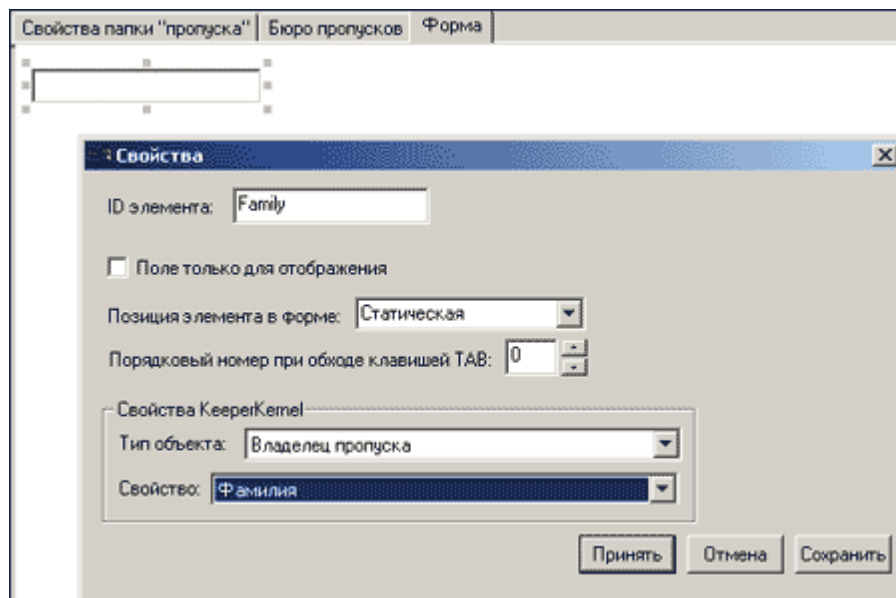 Свойства папки "пропуска" Бюро пропусков Форма
Свойства
ID элемента: Family
Поле только для отображения
Позиция элемента в форме: Статическая
Порядковый номер при обходе клавишей TAB: 0
Свойства KeeperKernel
Тип объекта: Владелец пропуска
Свойство: Фамилия
Принять Отмена Сохранить